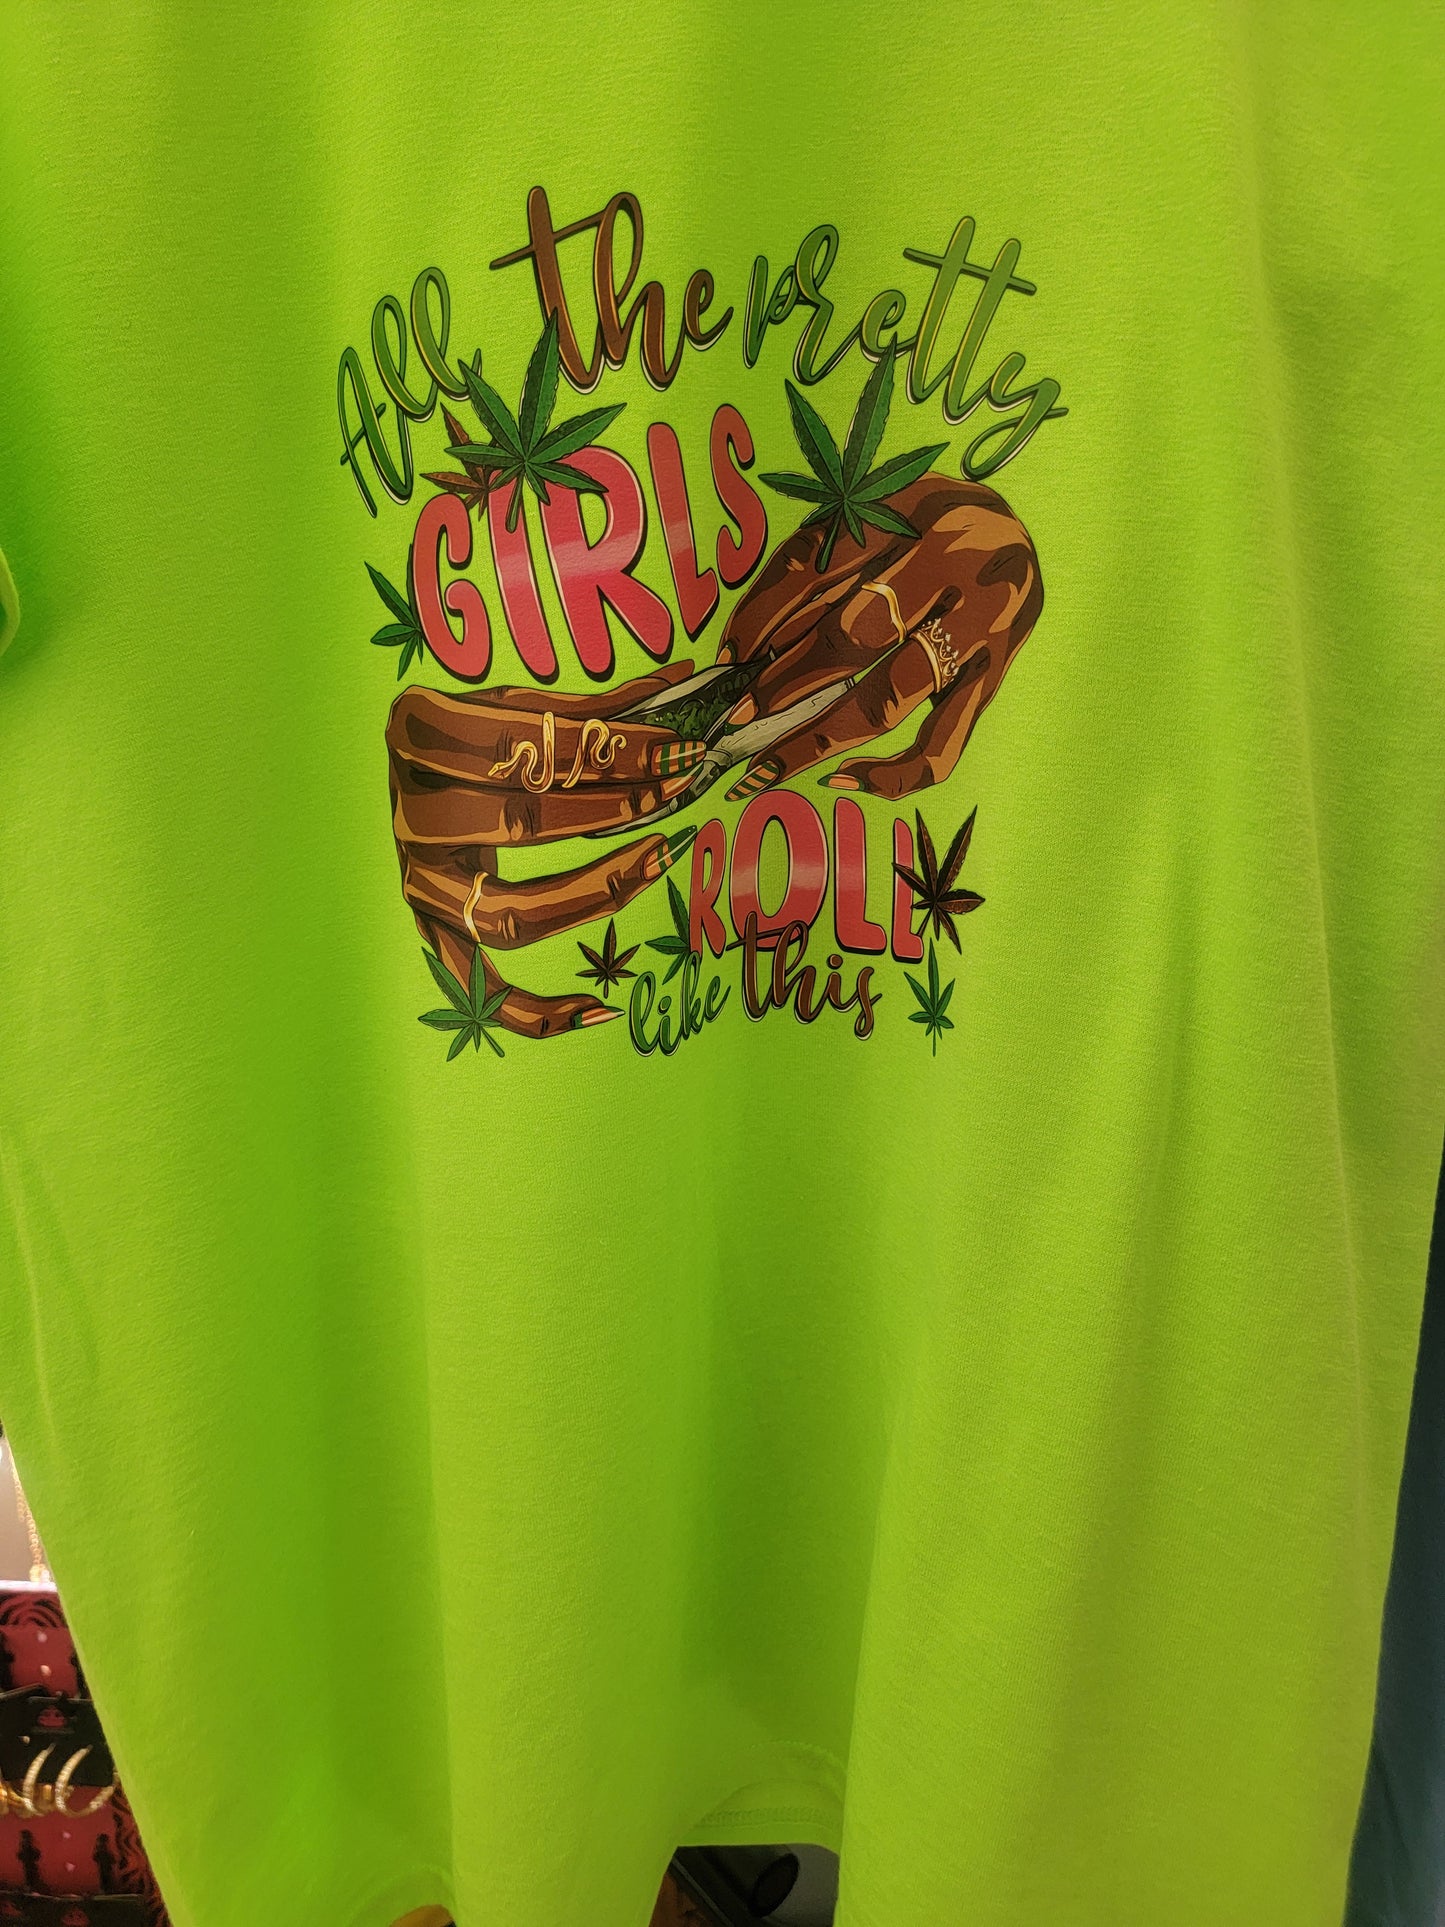 All the pretty
GIRLS
ROLL
like this